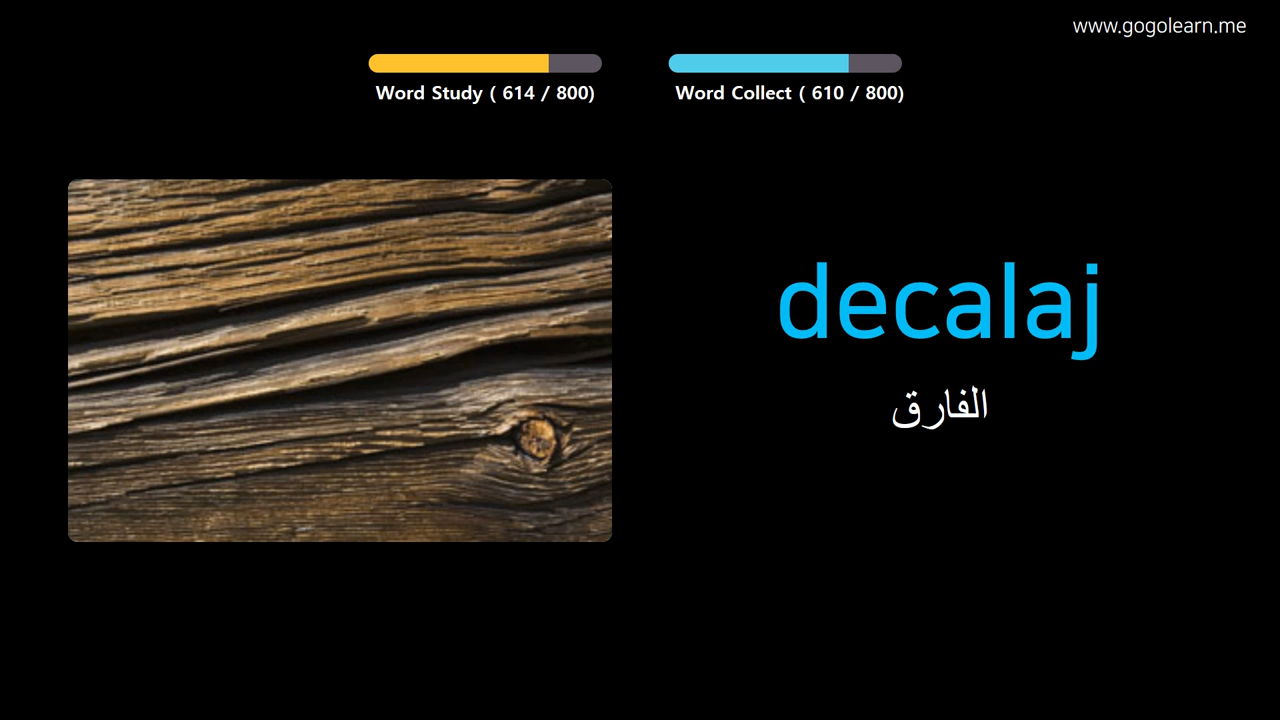 www.gogolearn.me
Word Study ( 614 / 800)
Word Collect ( 610 / 800)
decalaj
الفارق